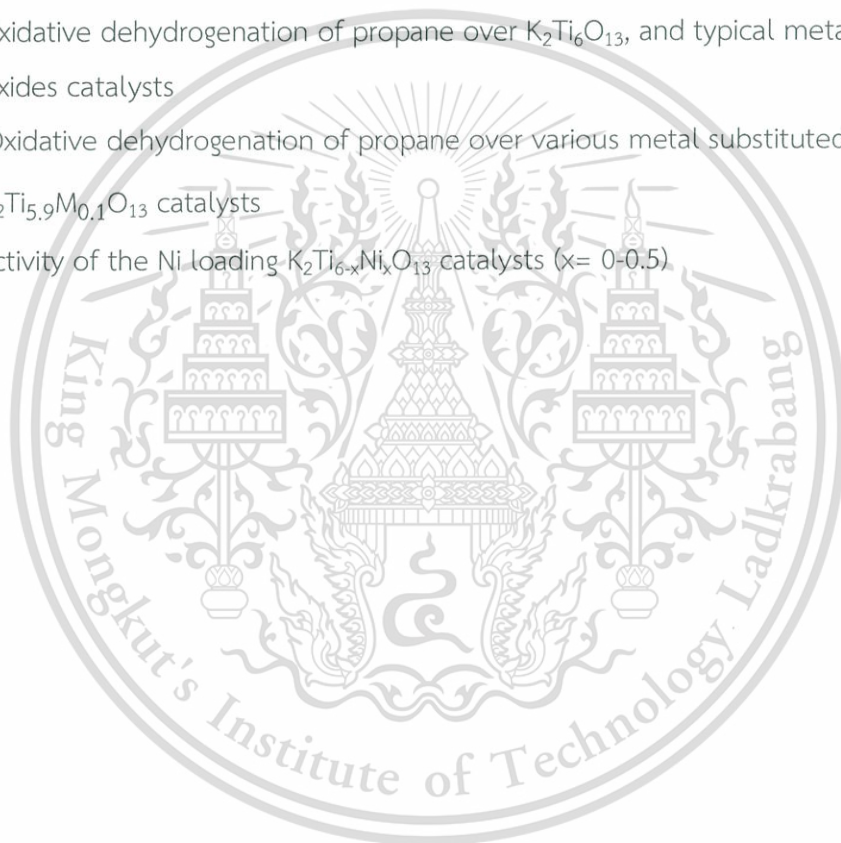 xidative dehydrogenation of propane over K₂Ti₆O₁₃, and typical meta
xides catalysts
Oxidative dehydrogenation of propane over various metal substituted
₂Ti₅.₉M₀.₁O₁₃ catalysts
ctivity of the Ni loading K₂Ti₆₋ₓNiₓO₁₃ catalysts (x= 0-0.5)
King Mongkut's Institute of Technology Ladkrabang